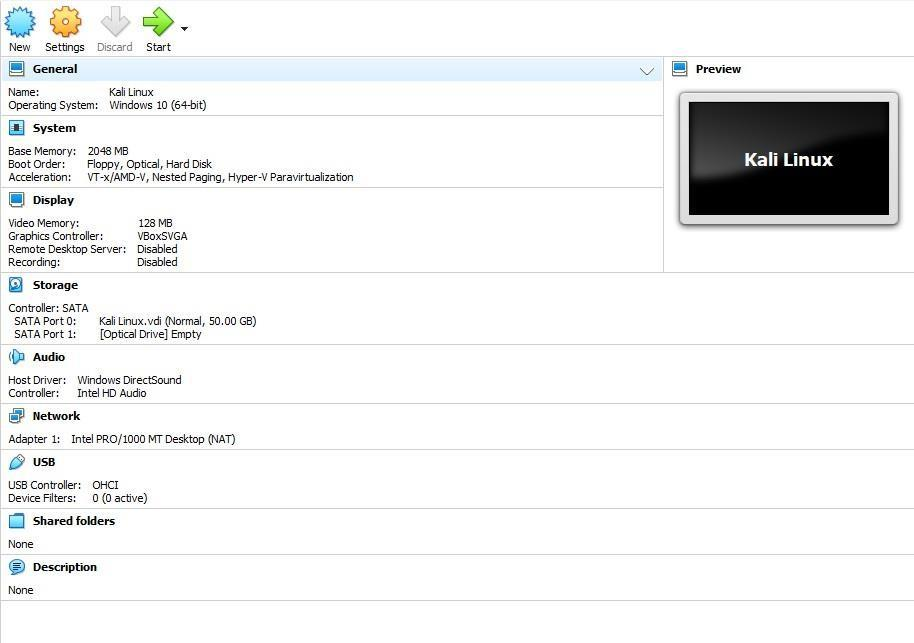 New Settings Discard Start
General
Name: Kali Linux
Operating System: Windows 10 (64-bit)
System
Base Memory: 2048 MB
Boot Order: Floppy, Optical, Hard Disk
Acceleration: VT-x/AMD-V, Nested Paging, Hyper-V Paravirtualization
Display
Video Memory: 128 MB
Graphics Controller: VBoxSVGA
Remote Desktop Server: Disabled
Recording: Disabled
Preview
Kali Linux
Storage
Controller: SATA
SATA Port 0: Kali Linux.vdi (Normal, 50.00 GB)
SATA Port 1: [Optical Drive] Empty
Audio
Host Driver: Windows DirectSound
Controller: Intel HD Audio
Network
Adapter 1: Intel PRO/1000 MT Desktop (NAT)
USB
USB Controller: OHCI
Device Filters: 0 (0 active)
Shared folders
None
Description
None